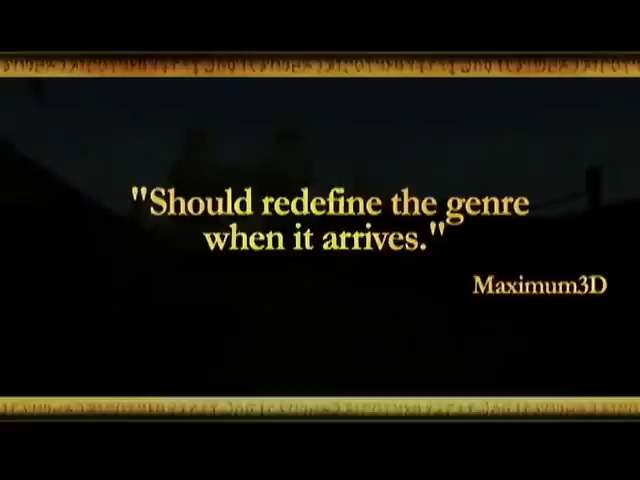 "Should redefine the genre
when it arrives."
Maximum3D